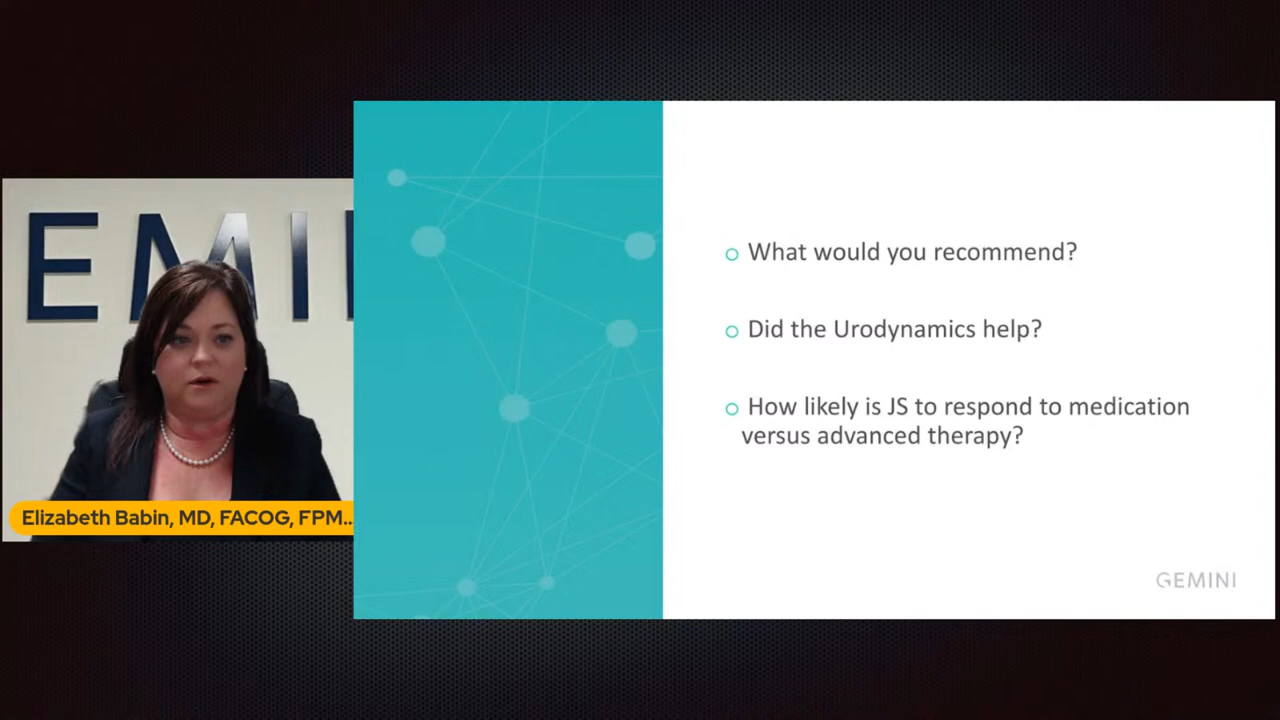 EMI
Elizabeth Babin, MD, FACOG, FPM...
What would you recommend?
Did the Urodynamics help?
How likely is JS to respond to medication
versus advanced therapy?
GEMINI